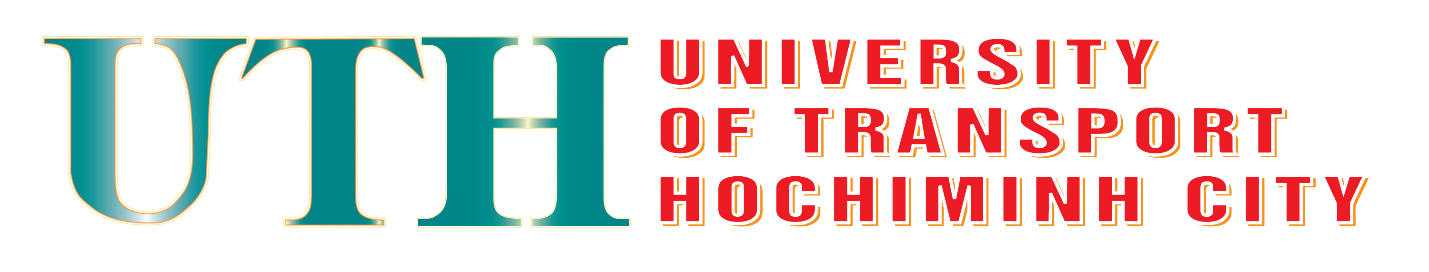 UTH
UNIVERSITY
OF TRANSPORT
HOCHIMINH CITY